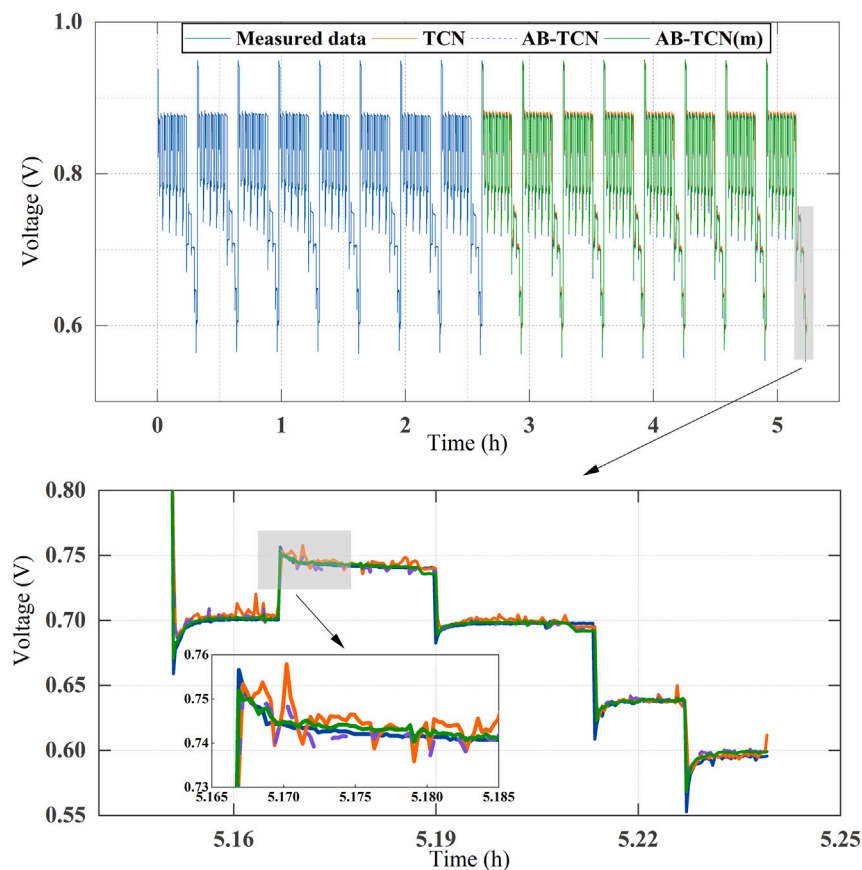 1.0
Measured data TCN AB-TCN AB-TCN(m)
0.8
Voltage (V)
0.6
0 1 2 3 4 5
Time (h)
0.80
0.75
0.70
Voltage (V)
0.65
0.60
0.55
0.76
0.75
0.74
0.73
5.165 5.170 5.175 5.180 5.185
5.16 5.19 5.22 5.25
Time (h)